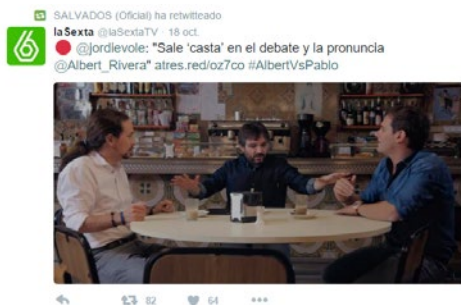 SALVADOS (Oficial) ha retwitteado
laSexta @laSextaTV · 18 oct.
@jordievole: "Sale 'casta' en el debate y la pronuncia
@Albert_Rivera" atres.red/oz7co #AlbertVsPablo
82 64